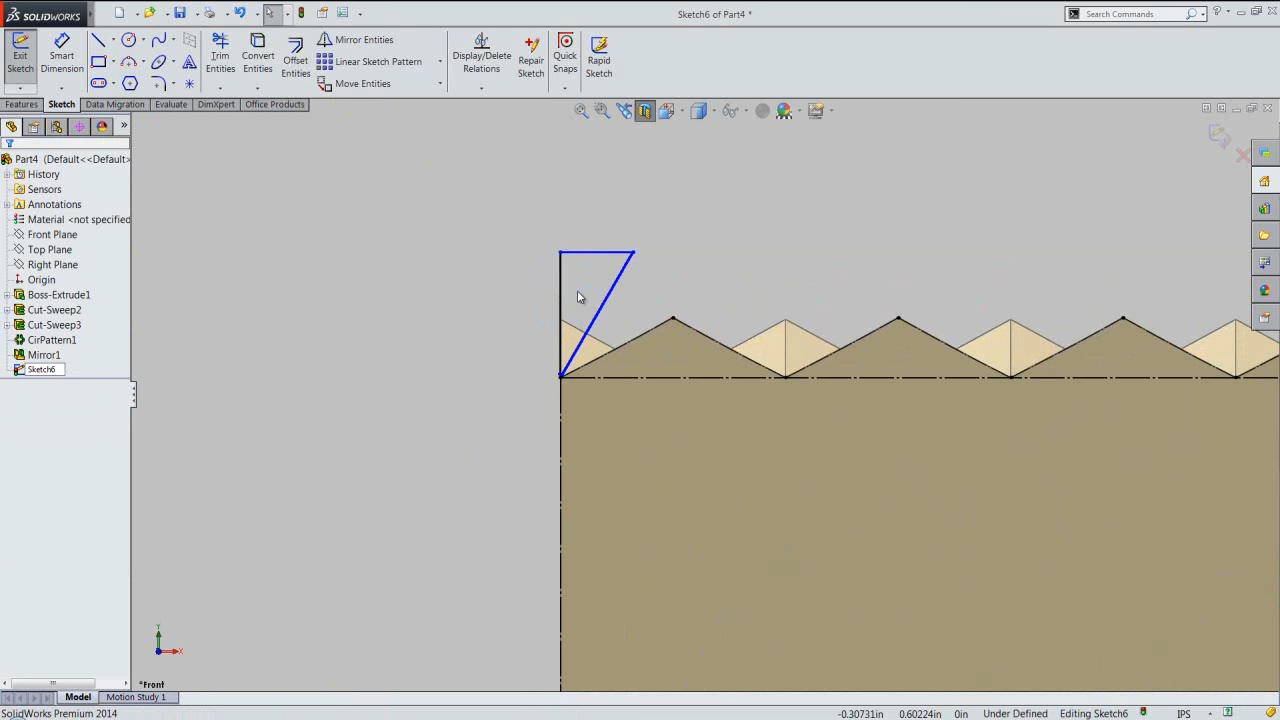 SOLIDWORKS
Sketch6 of Part4 *
Search Commands
Exit Sketch
Smart Dimension
Trim Entities
Convert Entities
Offset Entities
Mirror Entities
Linear Sketch Pattern
Move Entities
Display/Delete Relations
Repair Sketch
Quick Snaps
Rapid Sketch
Features Sketch Data Migration Evaluate DimXpert Office Products
Part4 (Default<<Default>
History
Sensors
Annotations
Material <not specified
Front Plane
Top Plane
Right Plane
Origin
Boss-Extrude1
Cut-Sweep2
Cut-Sweep3
CirPattern1
Mirror1
Sketch6
Y
X
*Front
Model Motion Study 1
SolidWorks Premium 2014 -0.30731in 0.60224in 0in Under Defined Editing Sketch6 IPS